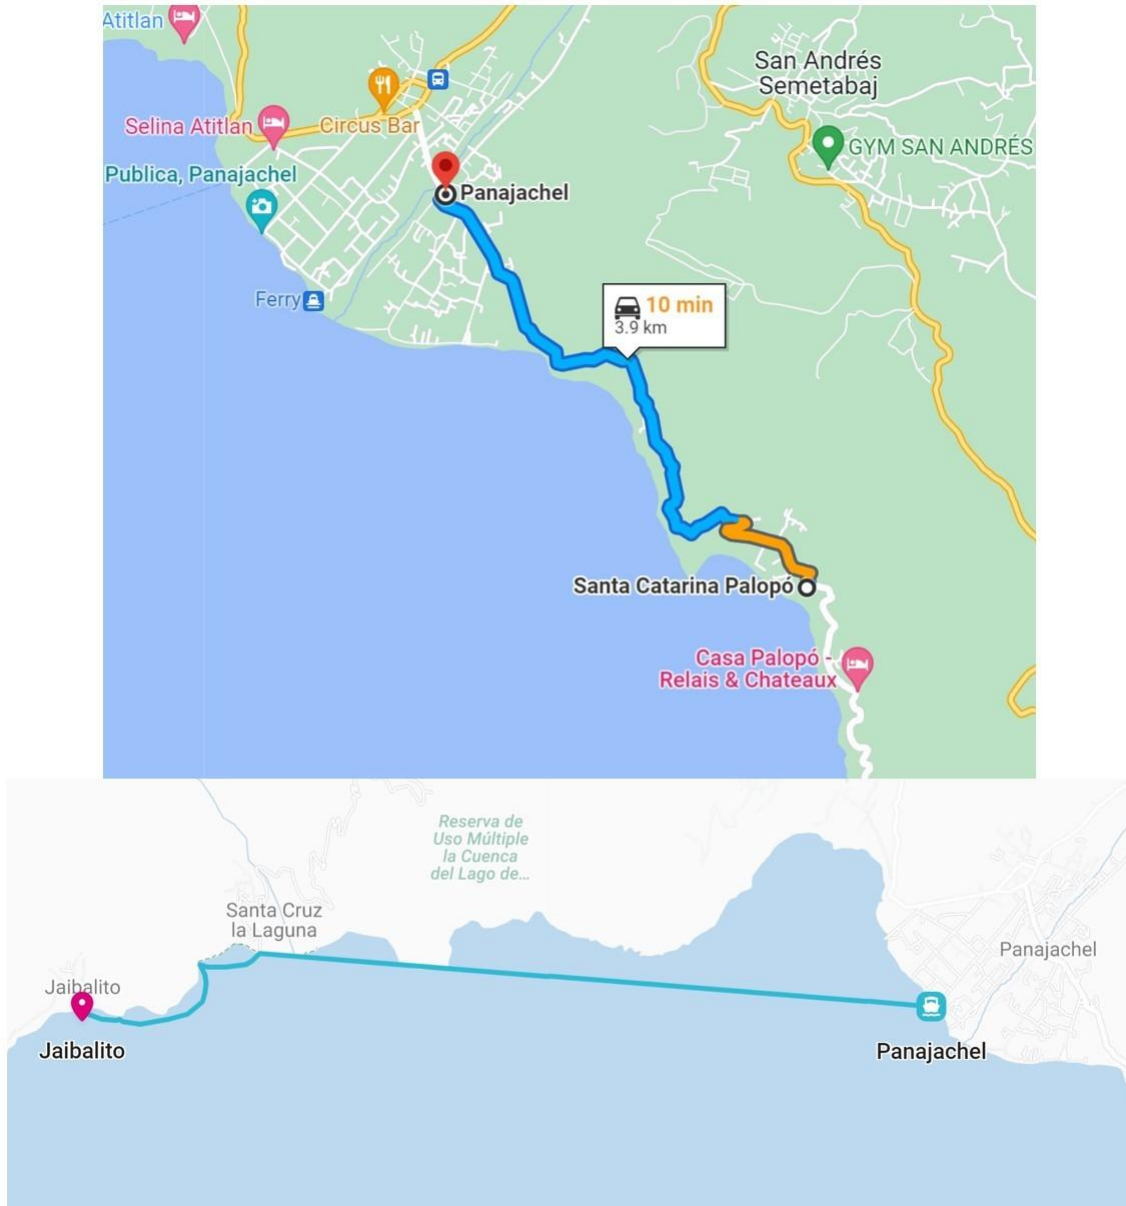 Atitlan
San Andrés
Semetabaj
Selina Atitlan
Circus Bar
GYM SAN ANDRÉS
Publica, Panajachel
Panajachel
Ferry
10 min
3.9 km
Santa Catarina Palopó
Casa Palopó -
Relais & Chateaux
Reserva de
Uso Múltiple
la Cuenca
del Lago de...
Santa Cruz
la Laguna
Panajachel
Jaibalito
Jaibalito
Panajachel